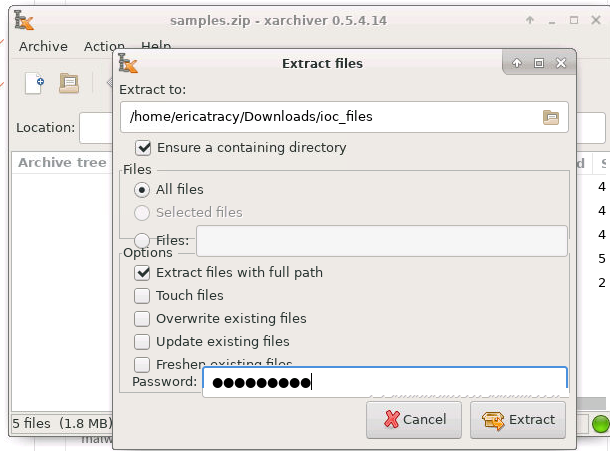 samples.zip - xarchiver 0.5.4.14
Archive Action Help
Extract files
Extract to:
/home/ericatracy/Downloads/ioc_files
Location:
Ensure a containing directory
Archive tree
Files
All files
4
Selected files
4
Files:
4
Options
5
Extract files with full path
2
Touch files
Overwrite existing files
Update existing files
Freshen existing files
Password: ●●●●●●●●●
Cancel Extract
5 files (1.8 MB)